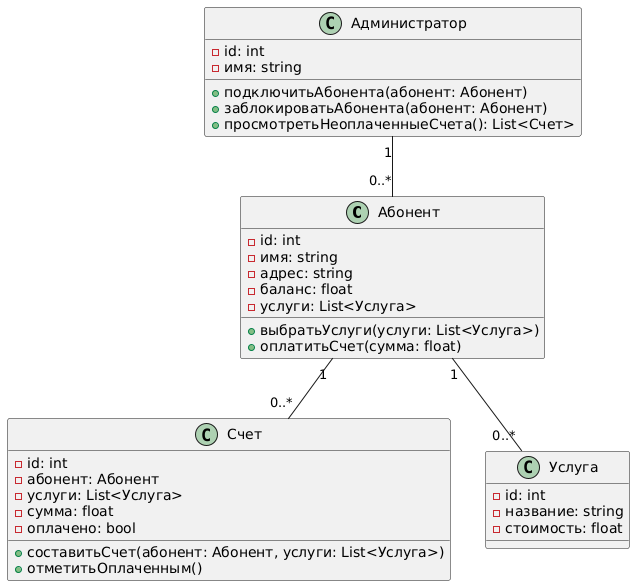 C Администратор
id: int
имя: string
подключитьАбонента(абонент: Абонент)
заблокироватьАбонента(абонент: Абонент)
просмотретьНеоплаченныеСчета(): List<Счет>
1
0..*
C Абонент
id: int
имя: string
адрес: string
баланс: float
услуги: List<Услуга>
выбратьУслуги(услуги: List<Услуга>)
оплатитьСчет(сумма: float)
1
1
0..*
0..*
C Счет
id: int
абонент: Абонент
услуги: List<Услуга>
сумма: float
оплачено: bool
составитьСчет(абонент: Абонент, услуги: List<Услуга>)
отметитьОплаченным()
C Услуга
id: int
название: string
стоимость: float